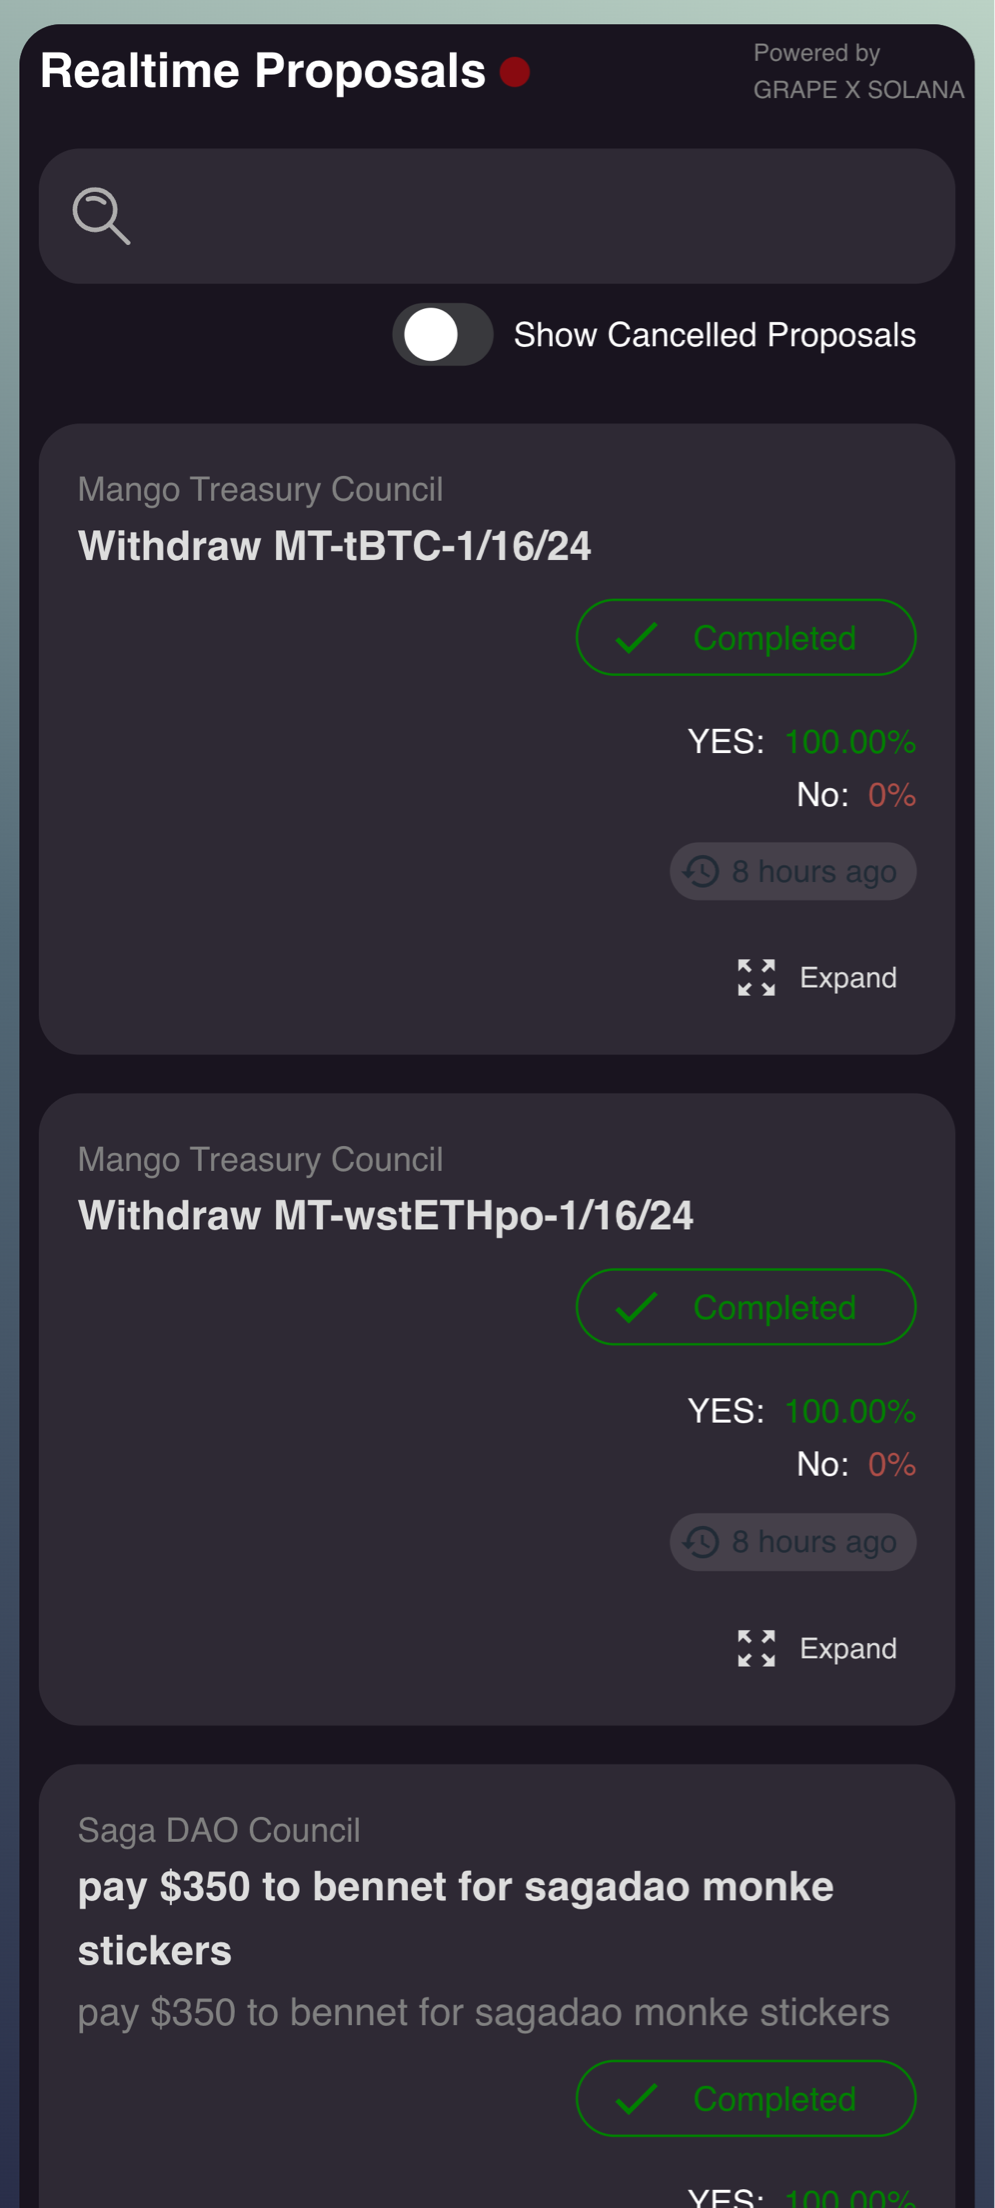 Realtime Proposals
Powered by
GRAPE X SOLANA
Show Cancelled Proposals
Mango Treasury Council
Withdraw MT-tBTC-1/16/24
Completed
YES: 100.00%
No: 0%
8 hours ago
Expand
Mango Treasury Council
Withdraw MT-wstETHpo-1/16/24
Completed
YES: 100.00%
No: 0%
8 hours ago
Expand
Saga DAO Council
pay $350 to bennet for sagadao monke
stickers
pay $350 to bennet for sagadao monke stickers
Completed
YES: 100.00%